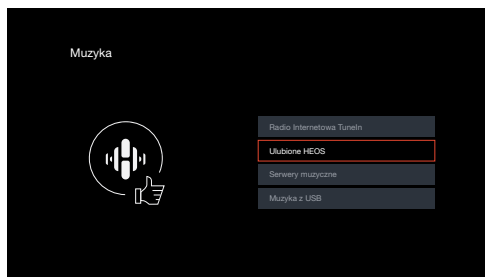 Muzyka
Radio Internetowa TuneIn
Ulubione HEOS
Serwery muzyczne
Muzyka z USB